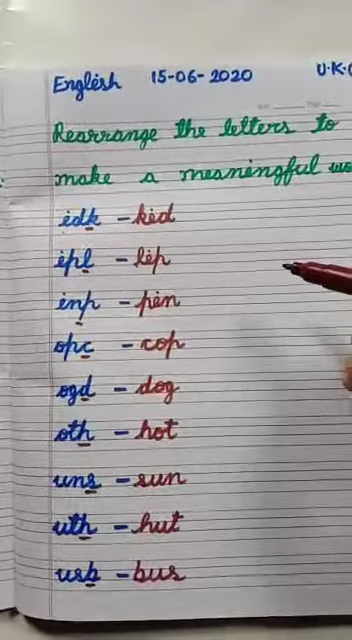 English 15-06-2020 U.K.
Rearrange the letters to
make a meaningful
idk - kid
ipl - lip
inp - pin
opc - cop
ogd - dog
oth - hot
uns - sun
uth - hut
usb - bus